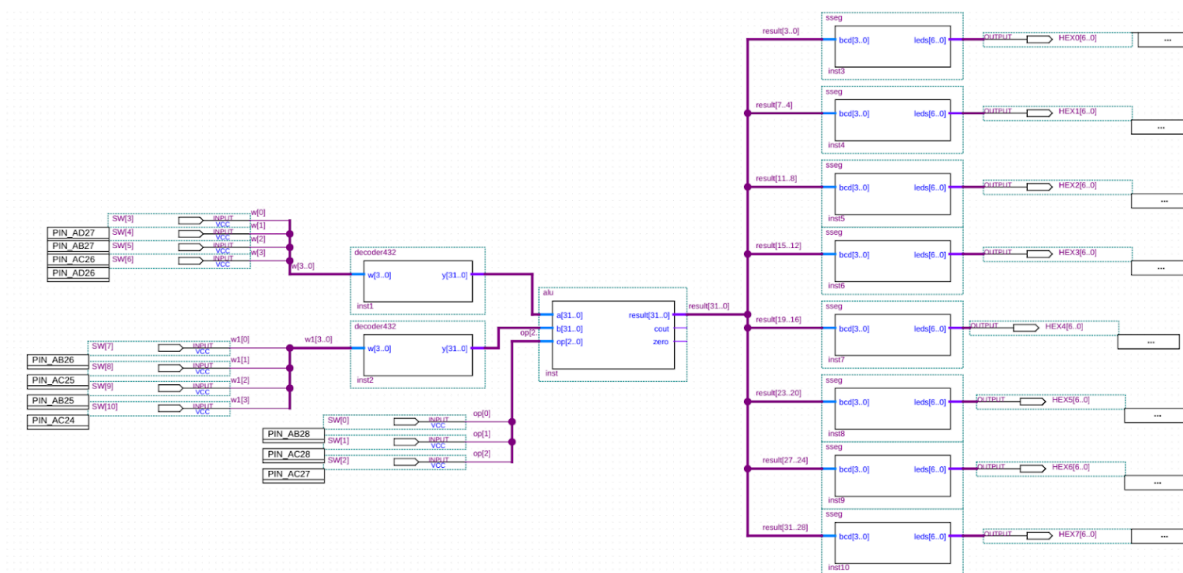 SW[3] INPUT VCC w[0]
PIN_AD27 SW[4] INPUT VCC w[1]
PIN_AB27 SW[5] INPUT VCC w[2]
PIN_AC26 SW[6] INPUT VCC w[3]
PIN_AD26
w[3..0]
decoder432
w[3..0] y[31..0]
inst1
SW[7] INPUT VCC w1[0]
PIN_AB26 SW[8] INPUT VCC w1[1]
PIN_AC25 SW[9] INPUT VCC w1[2]
PIN_AB25 SW[10] INPUT VCC w1[3]
PIN_AC24
w1[3..0]
decoder432
w[3..0] y[31..0]
inst2
SW[0] INPUT VCC op[0]
PIN_AB28 SW[1] INPUT VCC op[1]
PIN_AC28 SW[2] INPUT VCC op[2]
PIN_AC27
op[2.
alu
a[31..0] result[31..0]
b[31..0] cout
op[2..0] zero
inst
result[31..0]
sseg
result[3..0] bcd[3..0] leds[6..0] OUTPUT HEX0[6..0] ...
inst3
sseg
result[7..4] bcd[3..0] leds[6..0] OUTPUT HEX1[6..0]
...
inst4
sseg
result[11..8] bcd[3..0] leds[6..0] OUTPUT HEX2[6..0]
...
inst5
sseg
result[15..12] bcd[3..0] leds[6..0] OUTPUT HEX3[6..0]
...
inst6
sseg
result[19..16] bcd[3..0] leds[6..0] OUTPUT HEX4[6..0]
...
inst7
sseg
result[23..20] bcd[3..0] leds[6..0] OUTPUT HEX5[6..0]
...
inst8
sseg
result[27..24] bcd[3..0] leds[6..0] OUTPUT HEX6[6..0]
...
inst9
sseg
result[31..28] bcd[3..0] leds[6..0] OUTPUT HEX7[6..0] ...
inst10